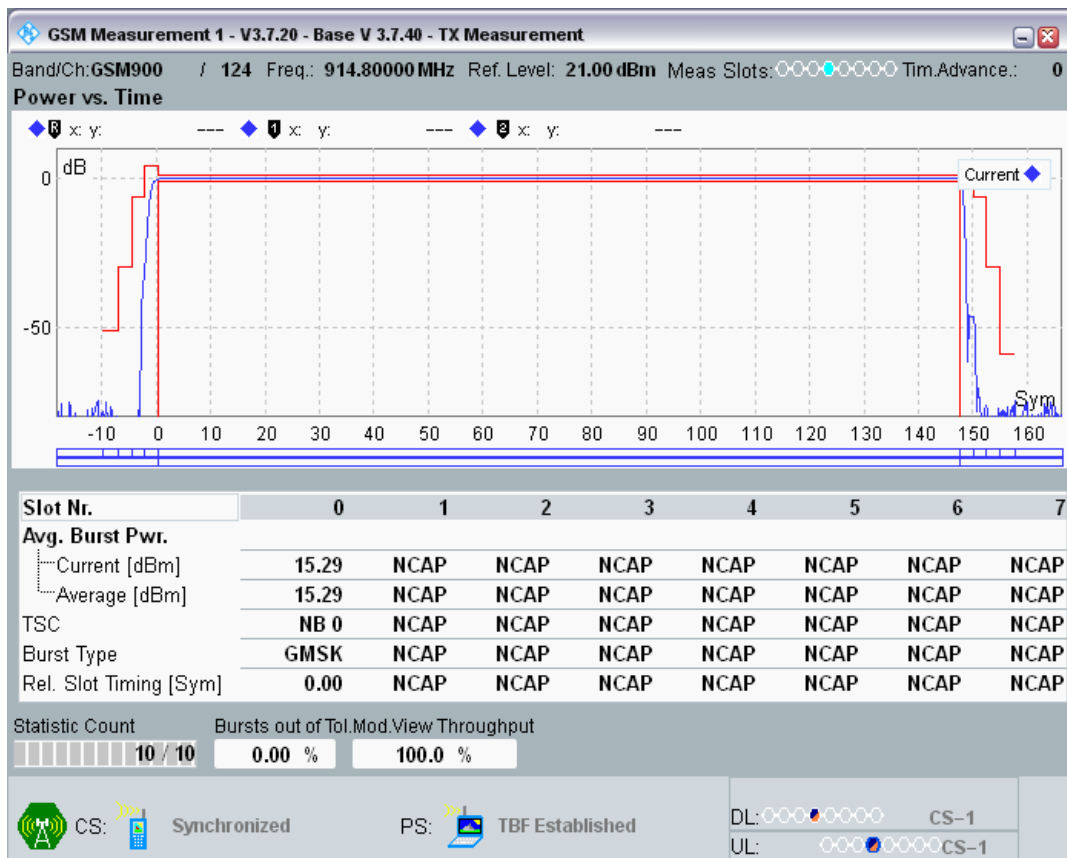 GSM Measurement 1 - V3.7.20 - Base V 3.7.40 - TX Measurement
Band/Ch:GSM900 / 124 Freq.: 914.80000 MHz Ref. Level: 21.00 dBm Meas Slots: Tim.Advance.: 0
Power vs. Time
R x: y: --- 1 x: y: --- 2 x: y: ---
dB
Current
0
-50
Sym
-10 0 10 20 30 40 50 60 70 80 90 100 110 120 130 140 150 160
Slot Nr. 0 1 2 3 4 5 6 7
Avg. Burst Pwr.
Current [dBm] 15.29 NCAP NCAP NCAP NCAP NCAP NCAP NCAP
Average [dBm] 15.29 NCAP NCAP NCAP NCAP NCAP NCAP NCAP
TSC NB 0 NCAP NCAP NCAP NCAP NCAP NCAP NCAP
Burst Type GMSK NCAP NCAP NCAP NCAP NCAP NCAP NCAP
Rel. Slot Timing [Sym] 0.00 NCAP NCAP NCAP NCAP NCAP NCAP NCAP
Statistic Count Bursts out of Tol.Mod.View Throughput
10 / 10 0.00 % 100.0 %
CS: Synchronized PS: TBF Established
DL: CS-1
UL: CS-1